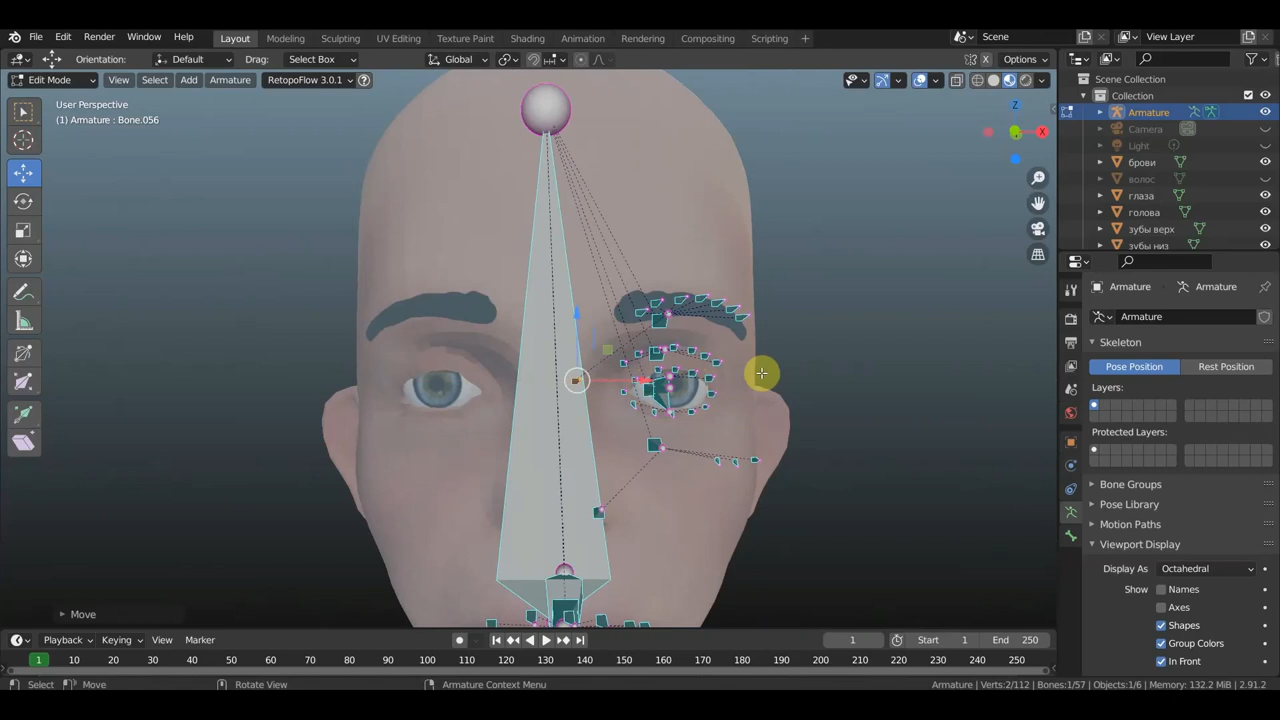 File Edit Render Window Help Layout Modeling Sculpting UV Editing Texture Paint Shading Animation Rendering Compositing Scripting + Scene View Layer
Orientation: Default Drag: Select Box Global X Options
Edit Mode View Select Add Armature RetopoFlow 3.0.1 ? Scene Collection
Collection
User Perspective
(1) Armature : Bone.056
Z
X
Armature
Camera
Light
брови
волос
глаза
голова
зубы верх
зубы низ
Armature Armature
Armature
Skeleton
Pose Position Rest Position
Layers:
Protected Layers:
Bone Groups
Pose Library
Motion Paths
Viewport Display
Display As Octahedral
Show Names
Axes
Shapes
Group Colors
In Front
Move
Playback Keying View Marker 1 Start 1 End 250
1 10 20 30 40 50 60 70 80 90 100 110 120 130 140 150 160 170 180 190 200 210 220 230 240 250
Select Move Rotate View Armature Context Menu Armature | Verts:2/112 | Bones:1/57 | Objects:1/6 | Memory: 132.2 MiB | 2.91.2